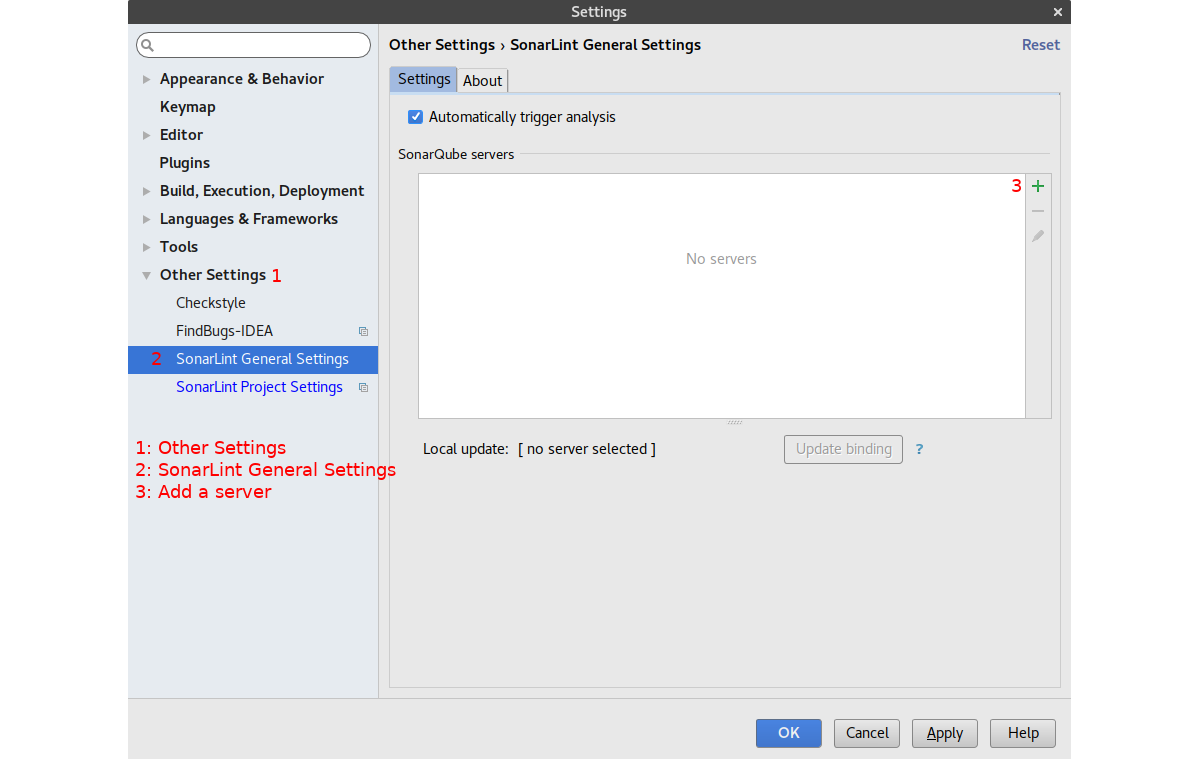 Settings
Other Settings › SonarLint General Settings
Reset
Settings
About
Appearance & Behavior
Keymap
Editor
Plugins
Build, Execution, Deployment
Languages & Frameworks
Tools
Other Settings 1
Checkstyle
FindBugs-IDEA
2 SonarLint General Settings
SonarLint Project Settings
1: Other Settings
2: SonarLint General Settings
3: Add a server
Automatically trigger analysis
SonarQube servers
3
No servers
Local update: [ no server selected ]
Update binding
?
OK
Cancel
Apply
Help